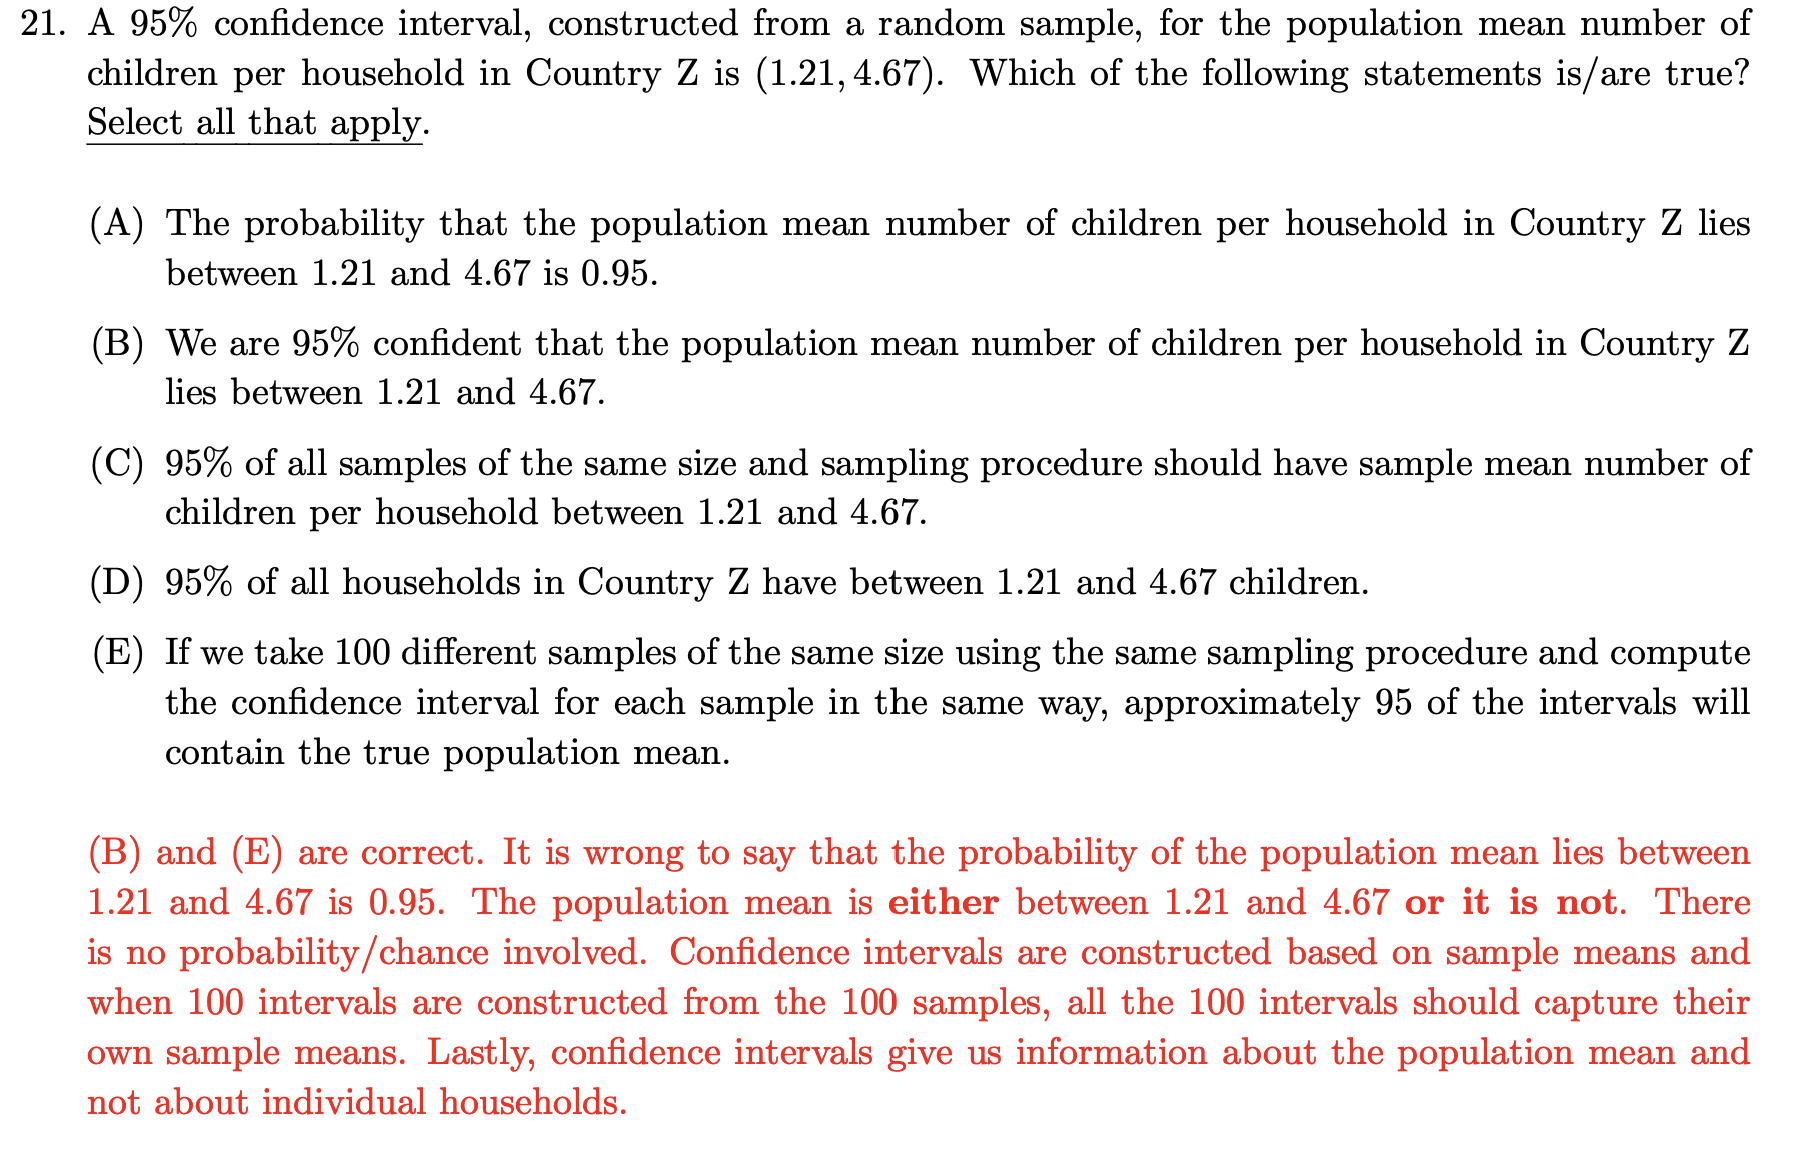 21. A 95% confidence interval, constructed from a random sample, for the population mean number of
children per household in Country Z is (1.21, 4.67). Which of the following statements is/are true?
Select all that apply.
(A) The probability that the population mean number of children per household in Country Z lies
between 1.21 and 4.67 is 0.95.
(B) We are 95% confident that the population mean number of children per household in Country Z
lies between 1.21 and 4.67.
(C) 95% of all samples of the same size and sampling procedure should have sample mean number of
children per household between 1.21 and 4.67.
(D) 95% of all households in Country Z have between 1.21 and 4.67 children.
(E) If we take 100 different samples of the same size using the same sampling procedure and compute
the confidence interval for each sample in the same way, approximately 95 of the intervals will
contain the true population mean.
(B) and (E) are correct. It is wrong to say that the probability of the population mean lies between
1.21 and 4.67 is 0.95. The population mean is either between 1.21 and 4.67 or it is not. There
is no probability/chance involved. Confidence intervals are constructed based on sample means and
when 100 intervals are constructed from the 100 samples, all the 100 intervals should capture their
own sample means. Lastly, confidence intervals give us information about the population mean and
not about individual households.